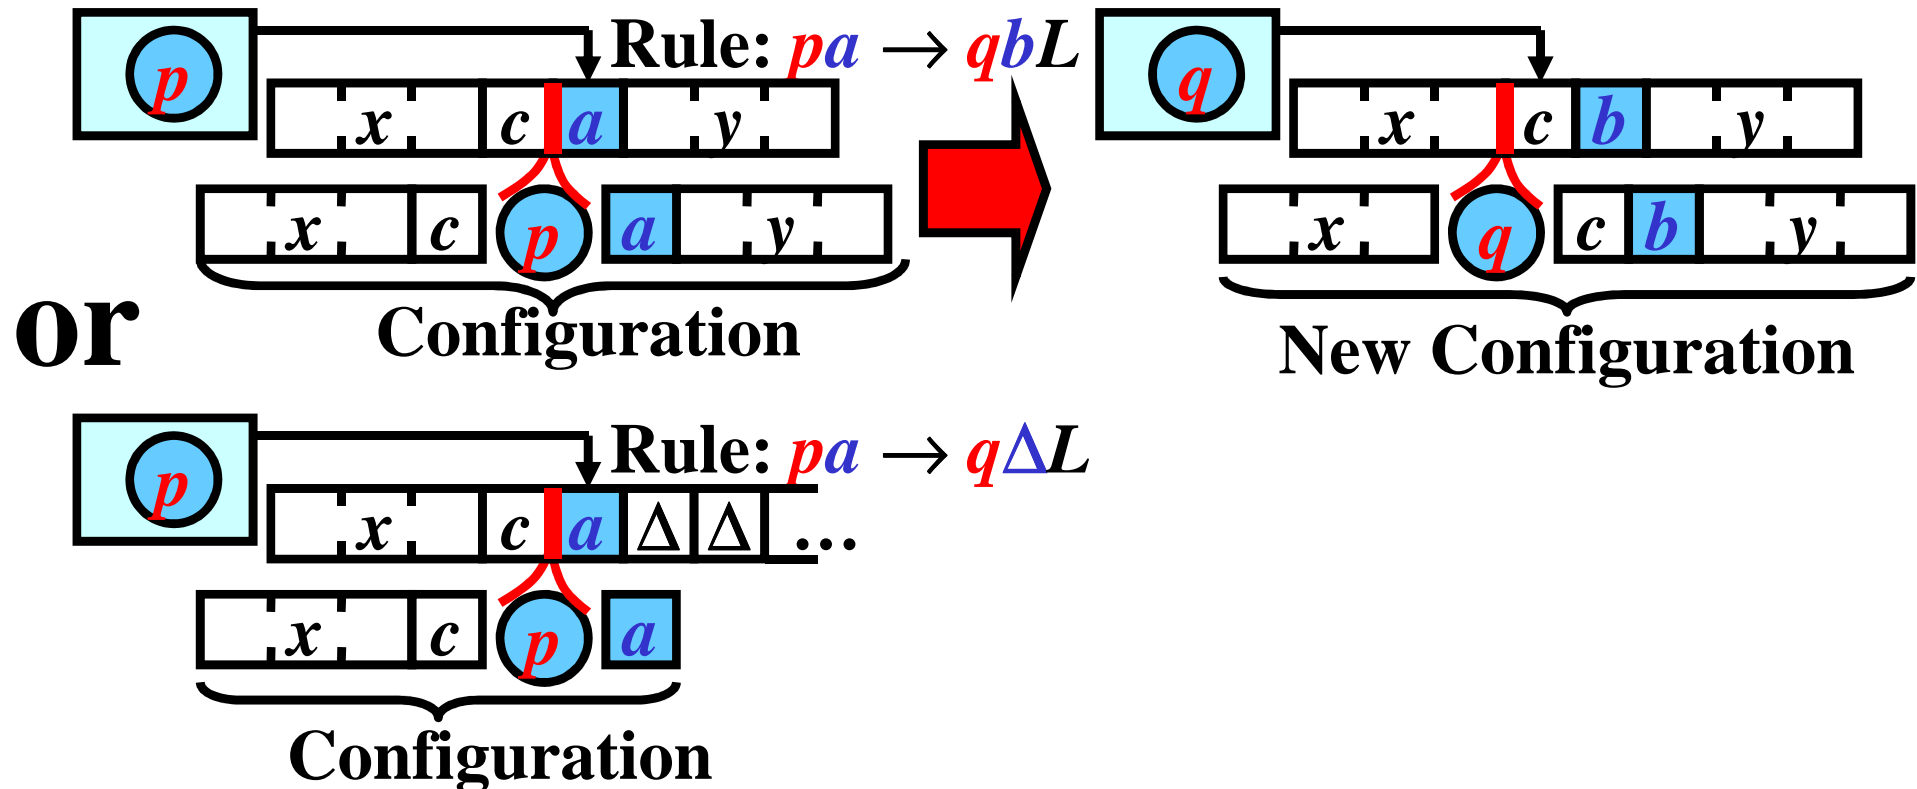 p Rule: pa → qbL
x c a y
x c p a y
Configuration
q
x c b y
x q c b y
New Configuration
or
p Rule: pa → qΔL
x c a Δ Δ ...
x c p a
Configuration